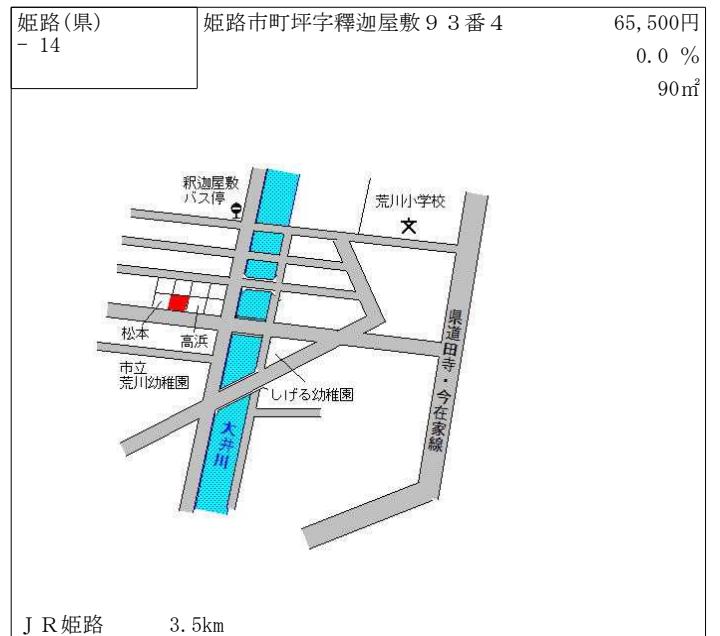 姫路(県)
- 14
姫路市町坪字釋迦屋敷９３番４
65,500円
0.0 %
90㎡
釈迦屋敷
バス停
荒川小学校
文
松本
高浜
市立
荒川幼稚園
しげる幼稚園
大井川
県道田寺・今在家線
ＪＲ姫路 3.5km